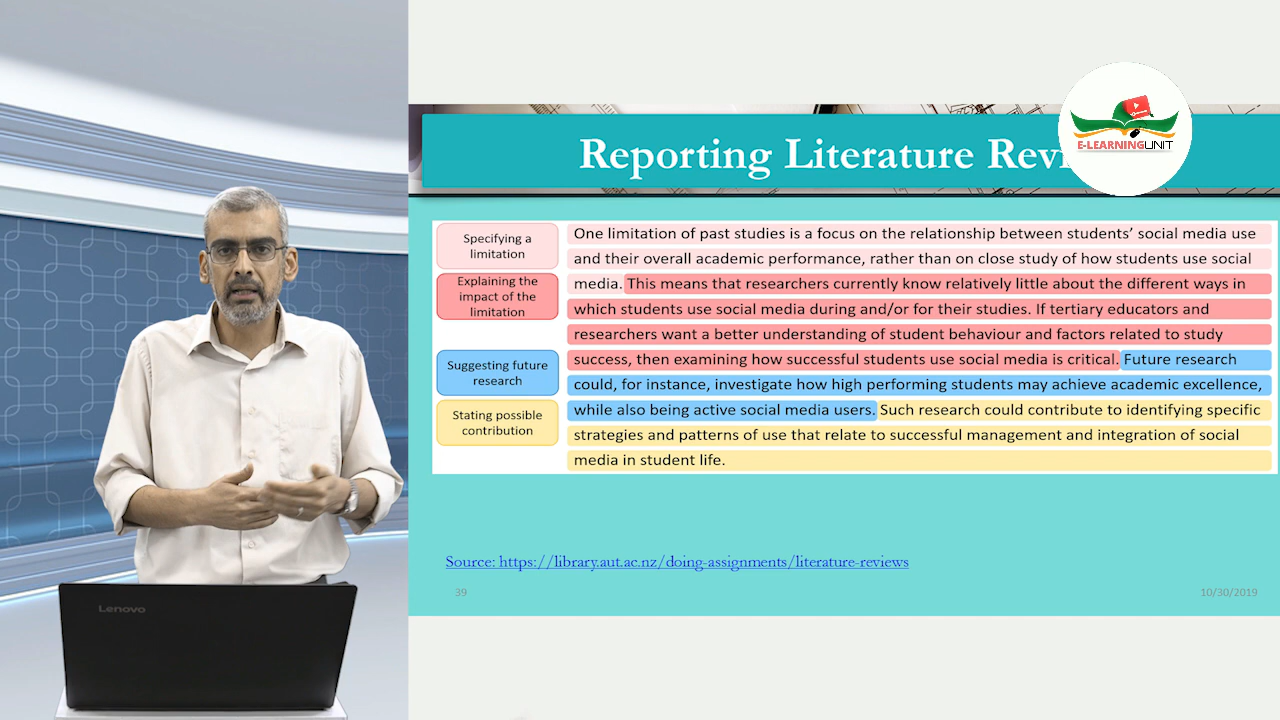 Reporting Literature Revi
E-LEARNINGUNIT
Specifying a
limitation
One limitation of past studies is a focus on the relationship between students’ social media use
and their overall academic performance, rather than on close study of how students use social
media. This means that researchers currently know relatively little about the different ways in
Explaining the
impact of the
limitation
which students use social media during and/or for their studies. If tertiary educators and
researchers want a better understanding of student behaviour and factors related to study
success, then examining how successful students use social media is critical. Future research
Suggesting future
research
could, for instance, investigate how high performing students may achieve academic excellence,
while also being active social media users. Such research could contribute to identifying specific
Stating possible
contribution
strategies and patterns of use that relate to successful management and integration of social
media in student life.
Source: https://library.aut.ac.nz/doing-assignments/literature-reviews
39
10/30/2019
Lenovo